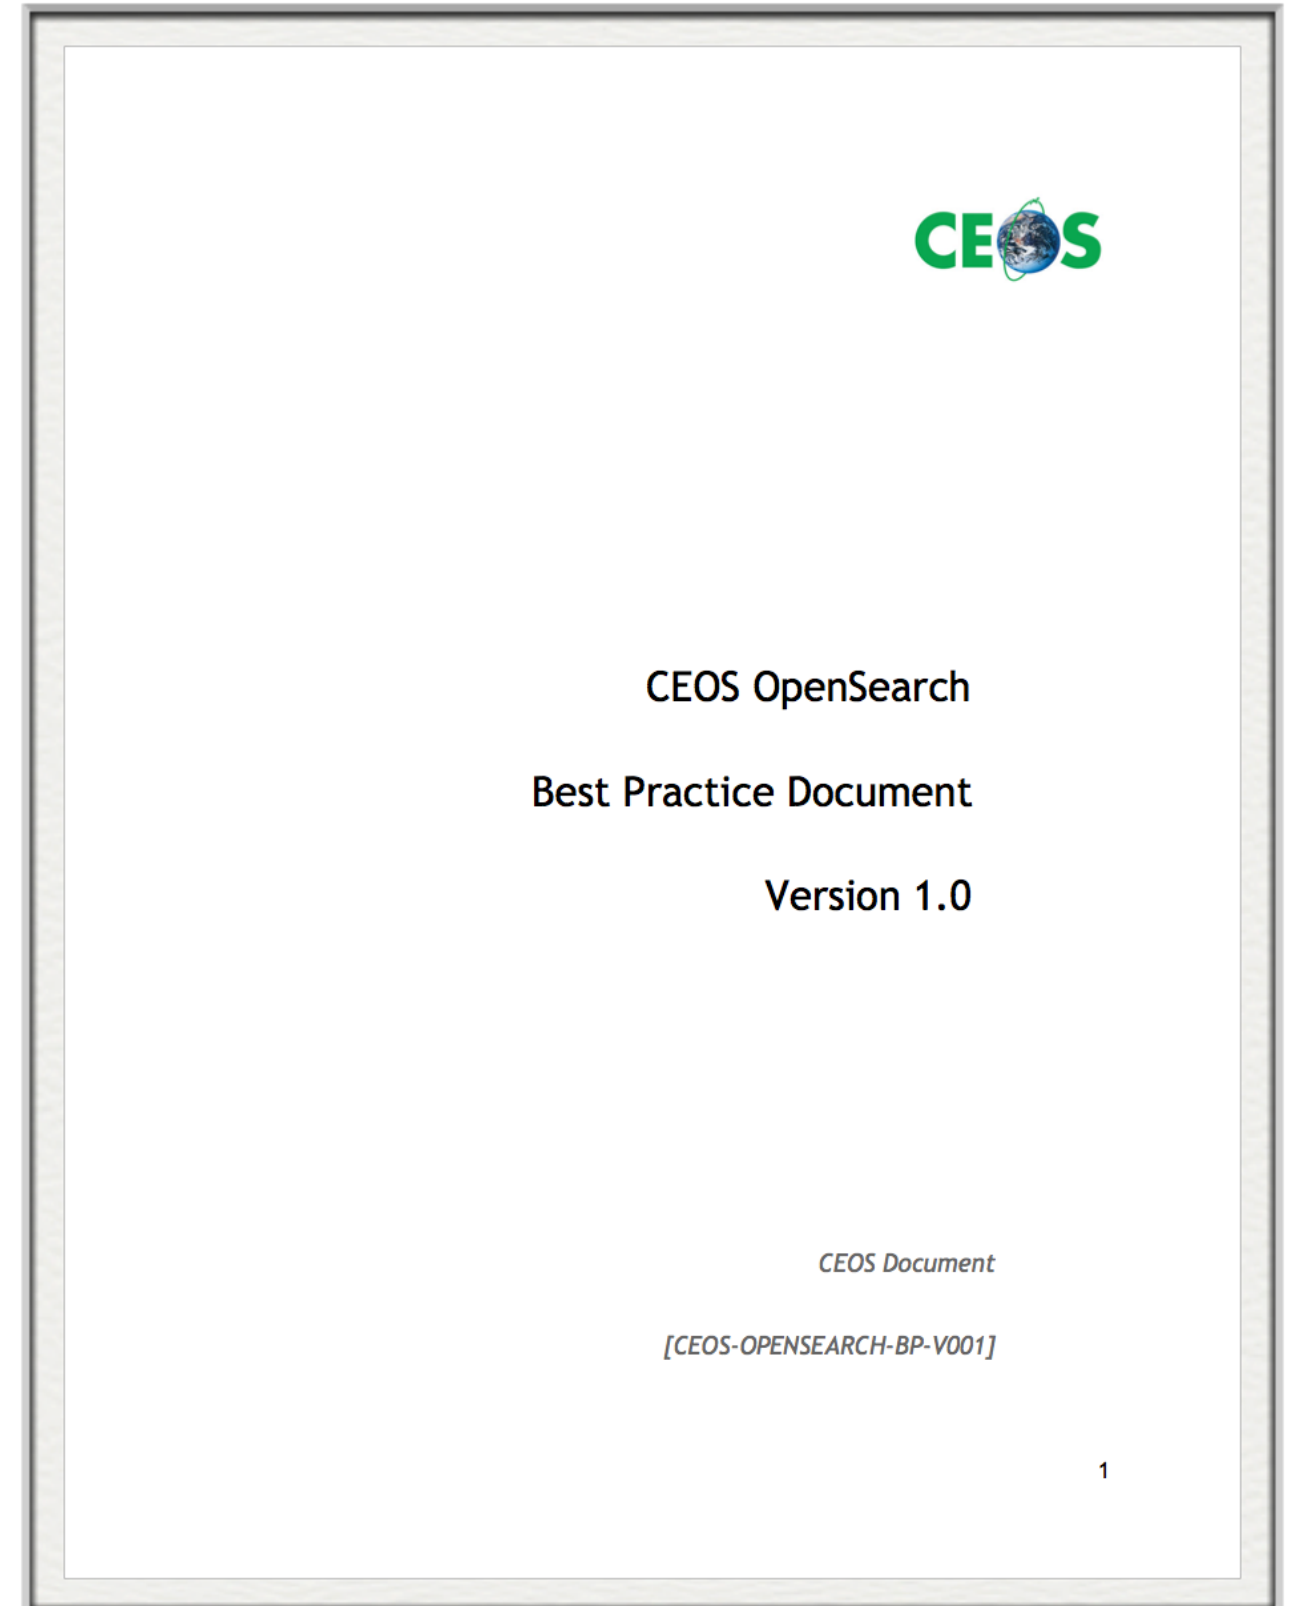 CEOS
CEOS OpenSearch
Best Practice Document
Version 1.0
CEOS Document
[CEOS-OPENSEARCH-BP-V001]
1